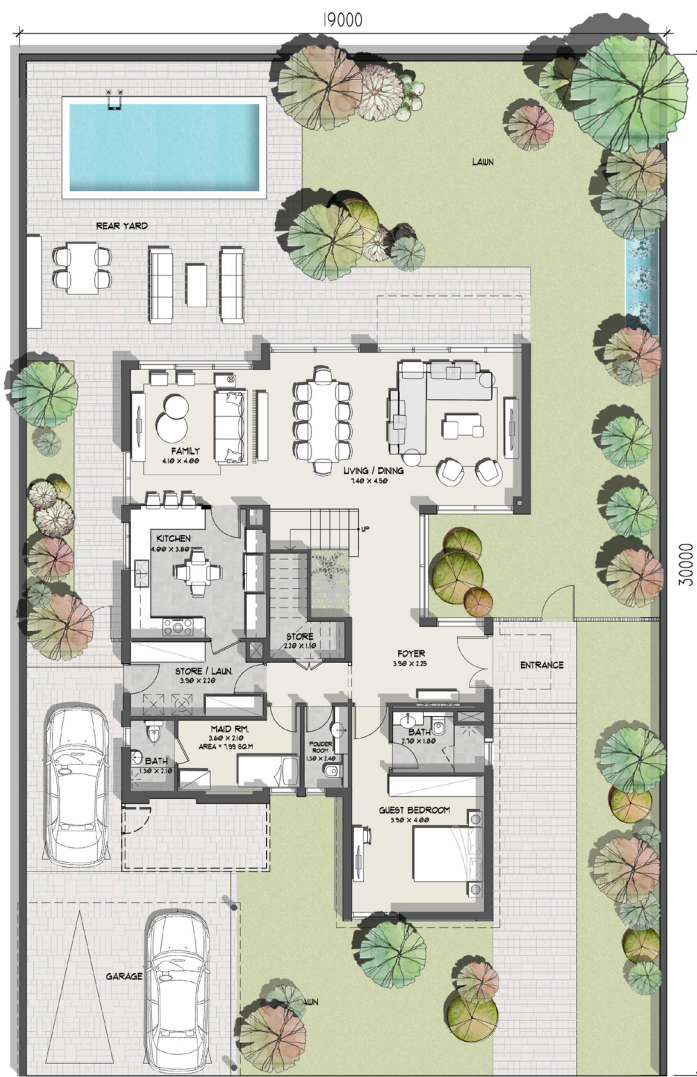 19000
LAWN
REAR YARD
30000
FAMILY
4.10 X 4.00
LIVING / DINING
7.40 X 4.50
UP
KITCHEN
4.00 X 3.80
STORE
2.20 X 1.10
FOYER
3.50 X 2.25
ENTRANCE
STORE / LAUN.
3.50 X 2.20
MAID RM.
3.60 X 2.10
AREA = 7.99 SQ.M
BATH
1.50 X 2.10
POWDER
ROOM
1.30 X 2.40
BATH
2.70 X 1.80
GUEST BEDROOM
3.50 X 4.00
GARAGE
AWN